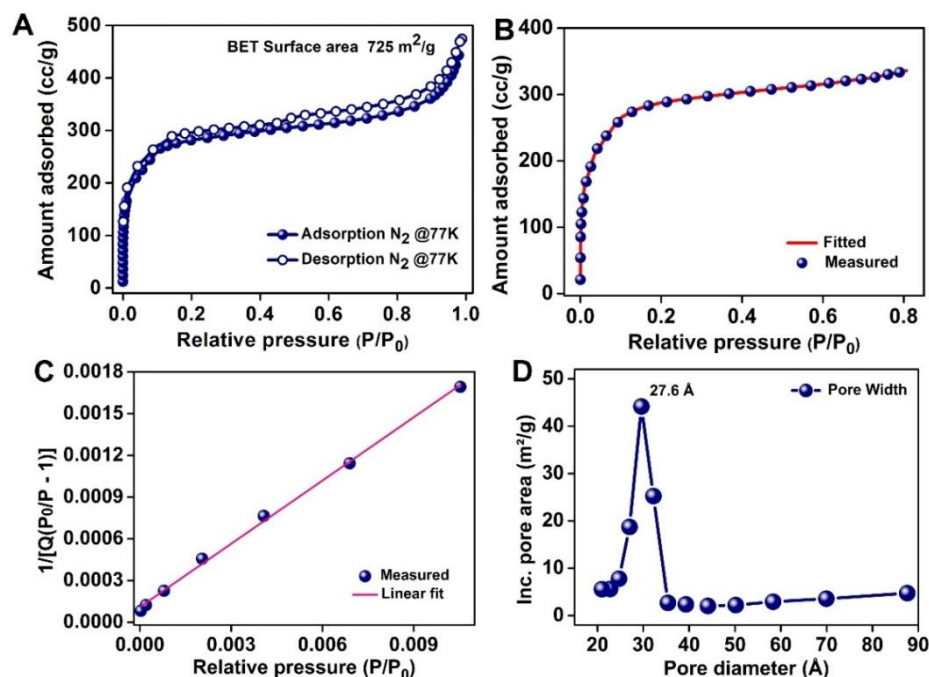 A
BET Surface area 725 m²/g
Amount adsorbed (cc/g)
500
400
300
200
100
0
Adsorption N₂ @77K
Desorption N₂ @77K
0.0 0.2 0.4 0.6 0.8 1.0
Relative pressure (P/P₀)
B
Amount adsorbed (cc/g)
400
300
200
100
0
Fitted
Measured
0.0 0.2 0.4 0.6 0.8
Relative pressure (P/P₀)
C
1/[Q(P₀/P - 1)]
0.0018
0.0015
0.0012
0.0009
0.0006
0.0003
0.0000
Measured
Linear fit
0.000 0.003 0.006 0.009
Relative pressure (P/P₀)
D
27.6 Å
Pore Width
Inc. pore area (m²/g)
50
40
30
20
10
0
20 30 40 50 60 70 80 90
Pore diameter (Å)